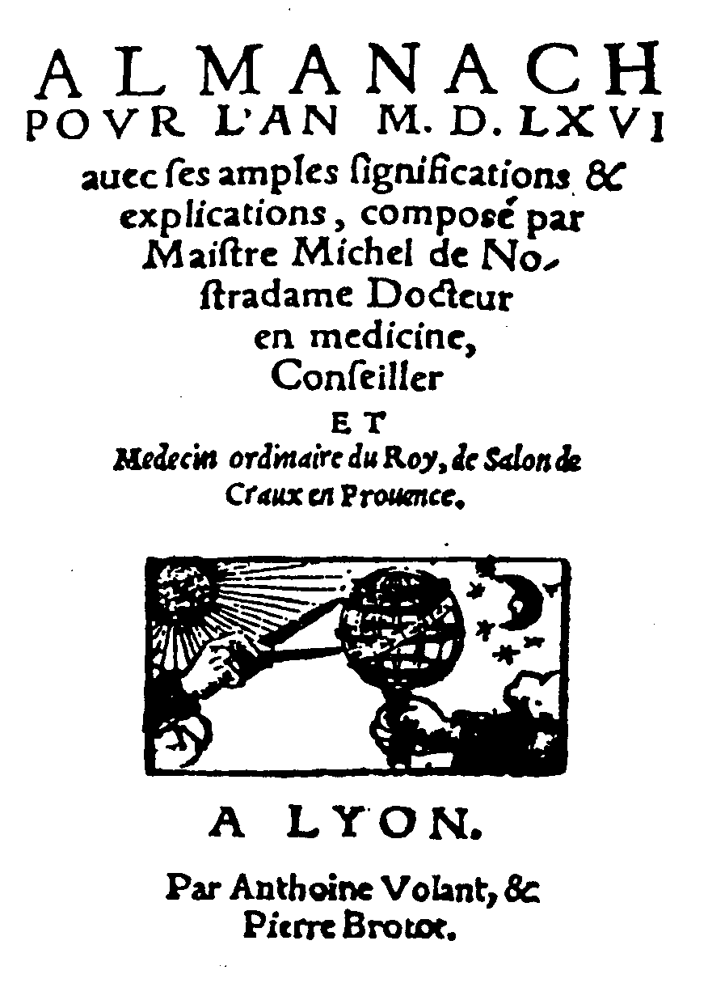 ALMANACH
POVR L'AN M. D. LXVI
auec ſes amples ſignifications &
explications, composé par
Maiſtre Michel de No-
ſtradame Docteur
en medicine,
Conſeiller
ET
Medecin ordinaire du Roy, de Salon de
Craux en Prouence.
A LYON.
Par Anthoine Volant, &
Pierre Brotot.